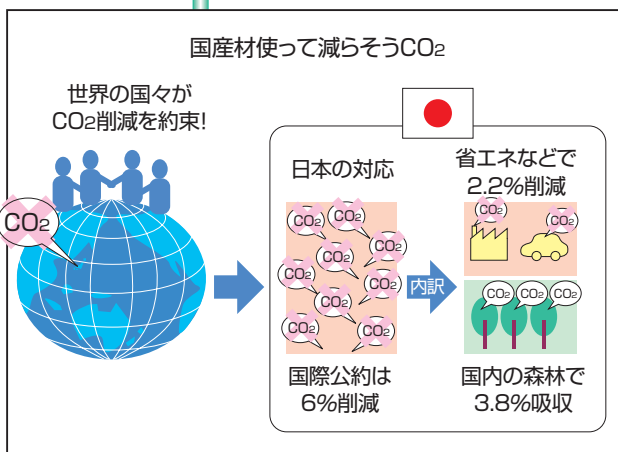 国産材使って減らそうCO₂
世界の国々が
CO₂削減を約束!
CO₂
日本の対応
CO₂
CO₂
CO₂
CO₂
CO₂
CO₂
CO₂
CO₂
CO₂
CO₂
国際公約は
6%削減
内訳
省エネなどで
2.2%削減
CO₂
CO₂
CO₂
CO₂
CO₂
国内の森林で
3.8%吸収